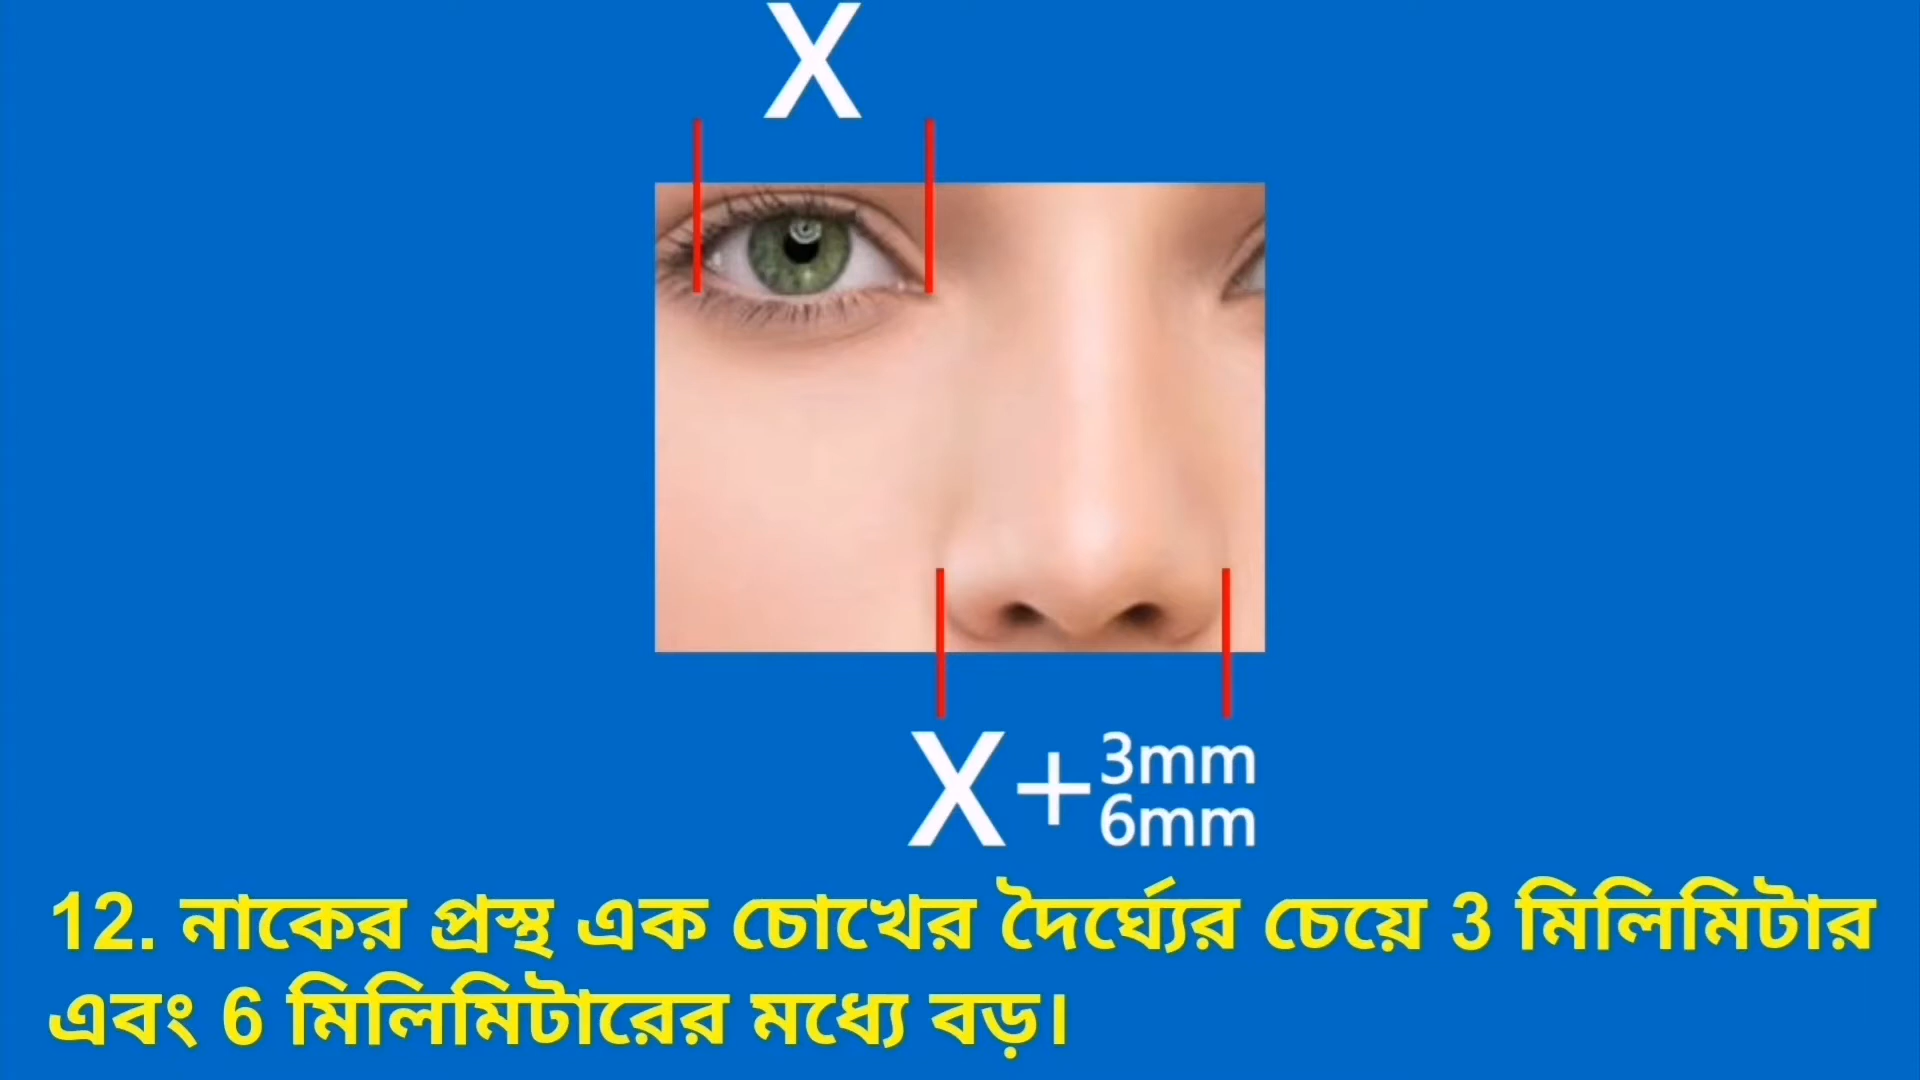 X
X+3mm
6mm
12. নাকের প্রস্থ এক চোখের দৈর্ঘ্যের চেয়ে 3 মিলিমিটার
এবং 6 মিলিমিটারের মধ্যে বড়।